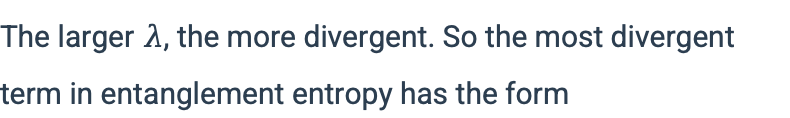 The larger λ, the more divergent. So the most divergent
term in entanglement entropy has the form